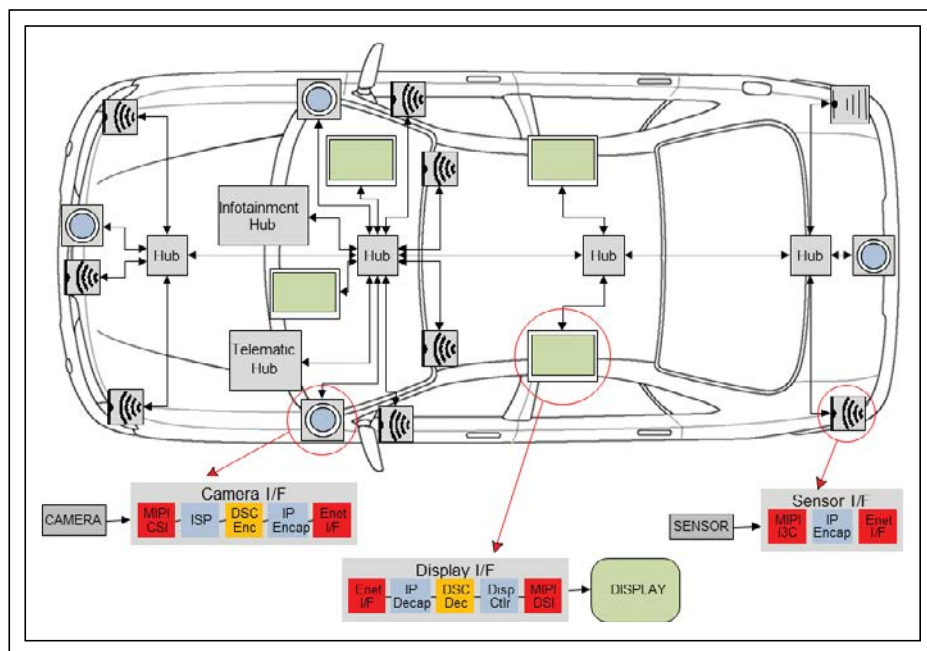 Infotainment
Hub
Hub
Hub
Hub
Hub
Telematic
Hub
Camera I/F
CAMERA
MIPI
CSI
ISP
DSC
Enc
IP
Encap
Enet
I/F
Sensor I/F
SENSOR
MIPI
I3C
IP
Encap
Enet
I/F
Display I/F
Enet
I/F
IP
Decap
DSC
Dec
Disp
Ctlr
MIPI
DSI
DISPLAY